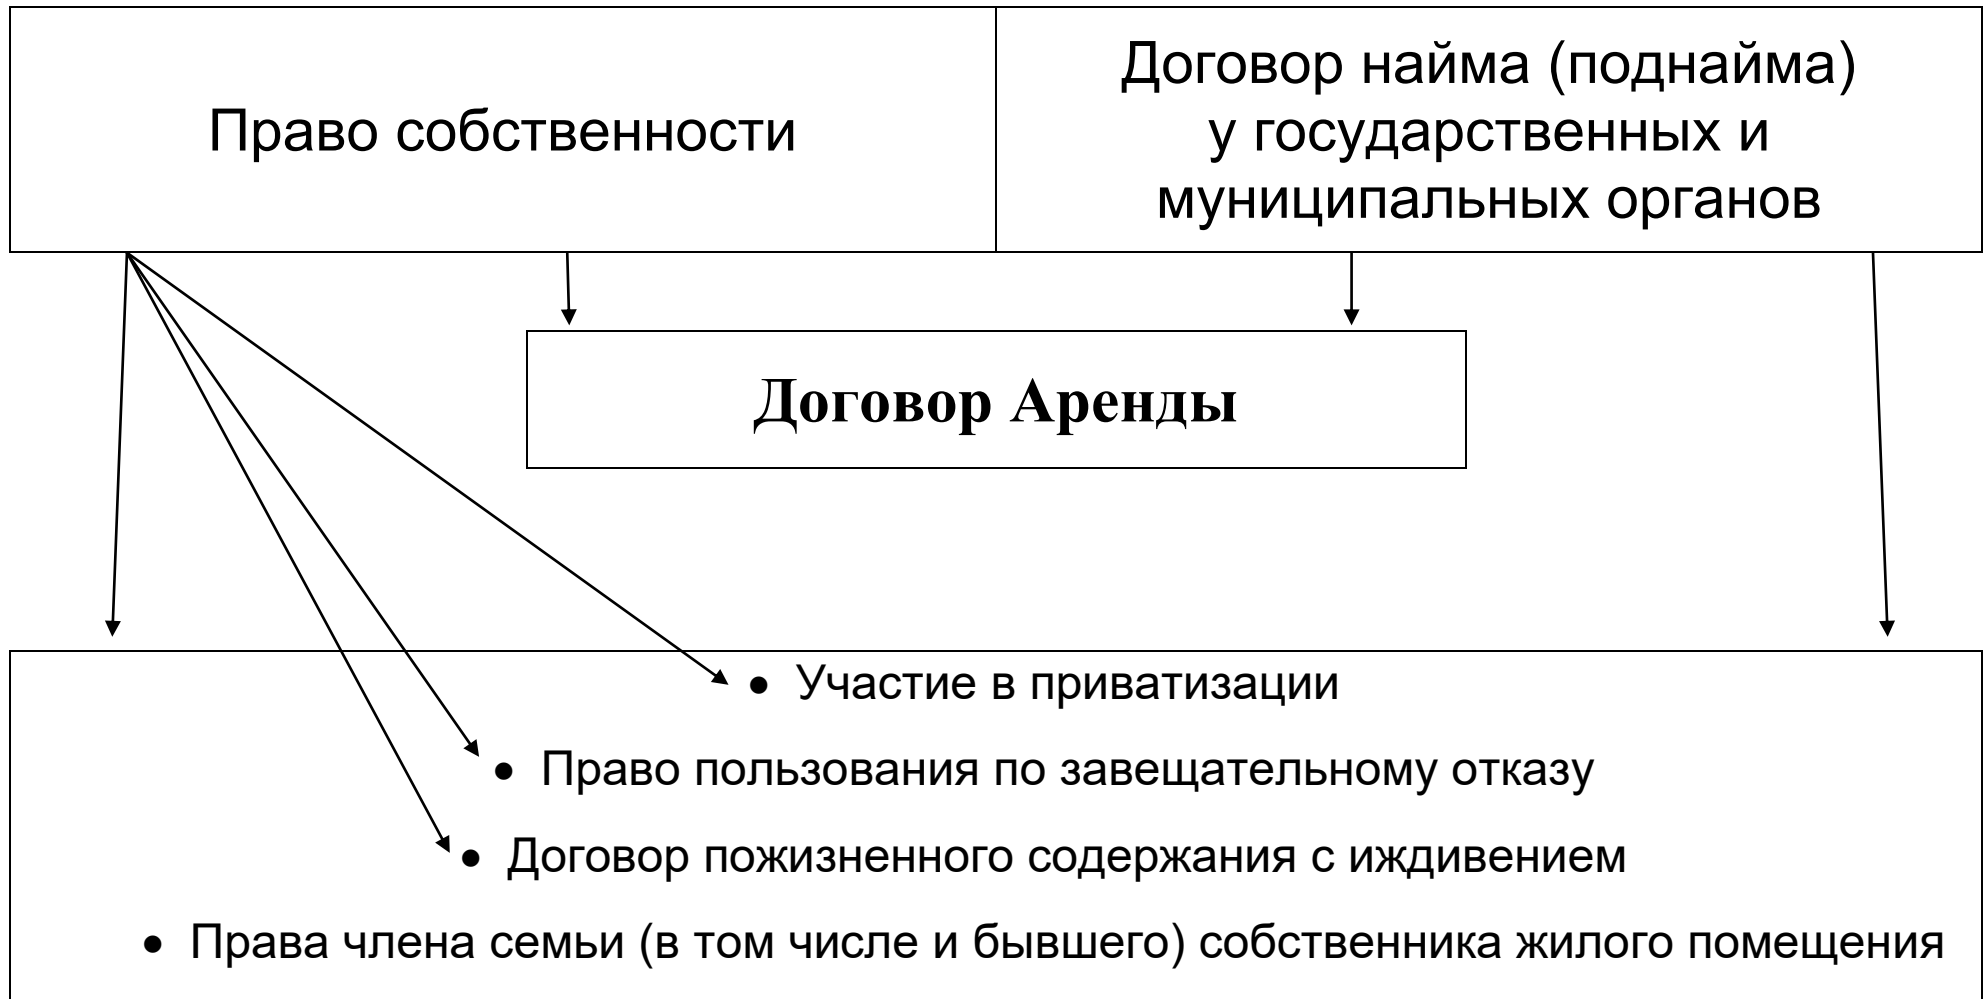 Право собственности
Договор найма (поднайма)
у государственных и
муниципальных органов
Договор Аренды
• Участие в приватизации
• Право пользования по завещательному отказу
• Договор пожизненного содержания с иждивением
• Права члена семьи (в том числе и бывшего) собственника жилого помещения